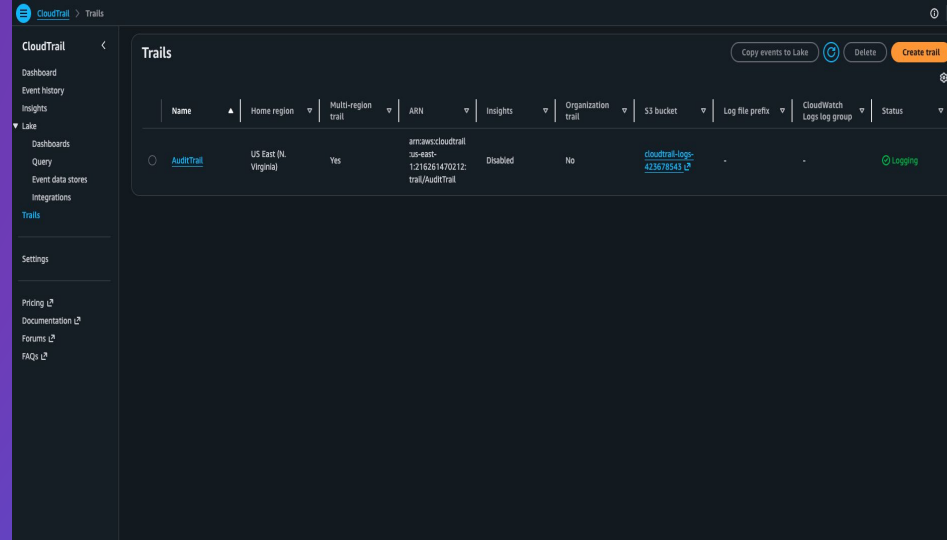 CloudTrail > Trails
CloudTrail
Dashboard
Event history
Insights
Lake
Dashboards
Query
Event data stores
Integrations
Trails
Settings
Pricing
Documentation
Forums
FAQs
Trails
Copy events to Lake
Delete
Create trail
Name
Home region
Multi-region
trail
ARN
Insights
Organization
trail
S3 bucket
Log file prefix
CloudWatch
Logs log group
Status
AuditTrail
US East (N.
Virginia)
Yes
arn:aws:cloudtrail
:us-east-
1:216261470212:
trail/AuditTrail
Disabled
No
cloudtrail-logs-
423678543
-
-
Logging